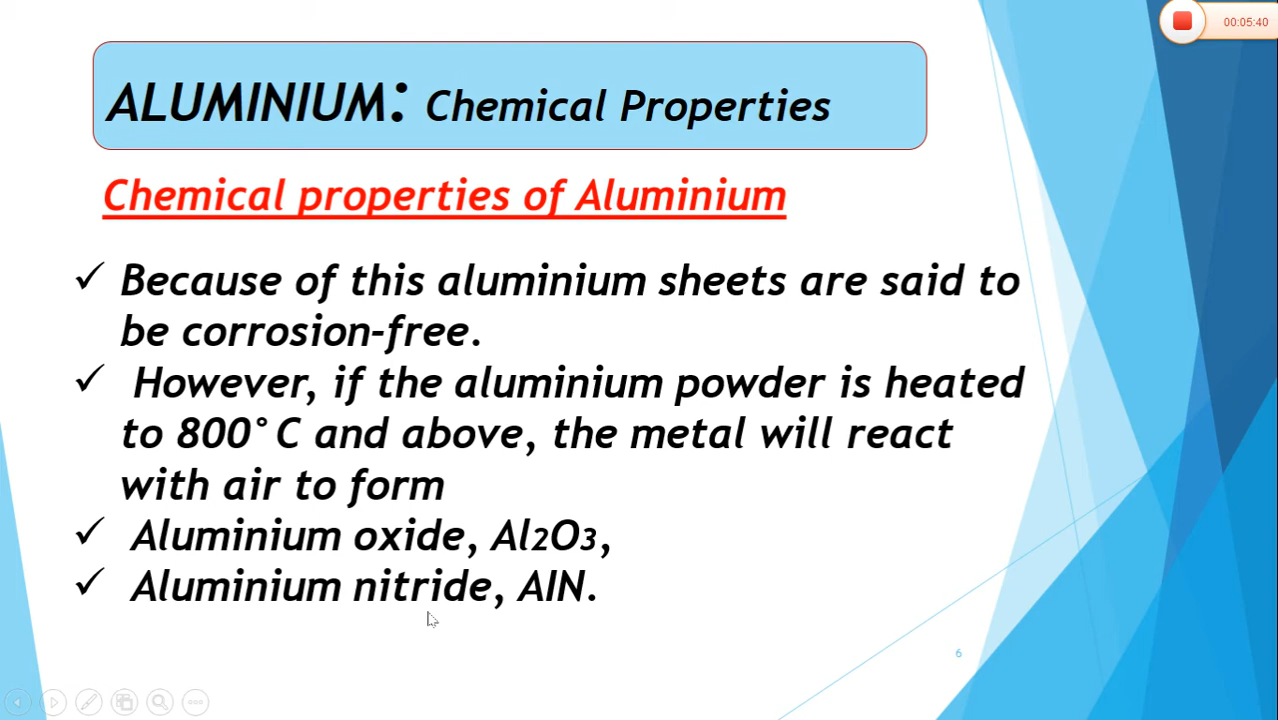 00:05:40
ALUMINIUM: Chemical Properties
Chemical properties of Aluminium
✓ Because of this aluminium sheets are said to
be corrosion-free.
✓ However, if the aluminium powder is heated
to 800°C and above, the metal will react
with air to form
✓ Aluminium oxide, Al₂O₃,
✓ Aluminium nitride, AIN.
6